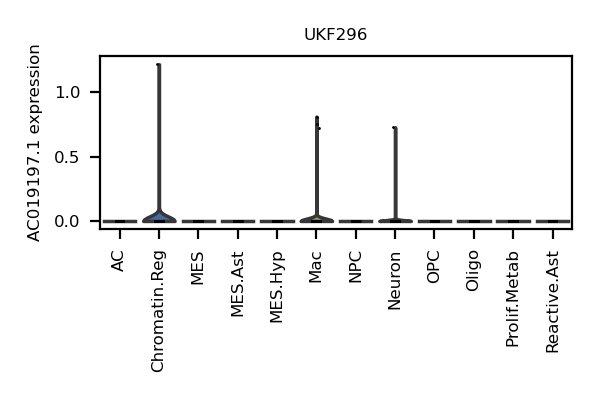 UKF296
AC019197.1 expression
1.0
0.5
0.0
AC
Chromatin.Reg
MES
MES.Ast
MES.Hyp
Mac
NPC
Neuron
OPC
Oligo
Prolif.Metab
Reactive.Ast